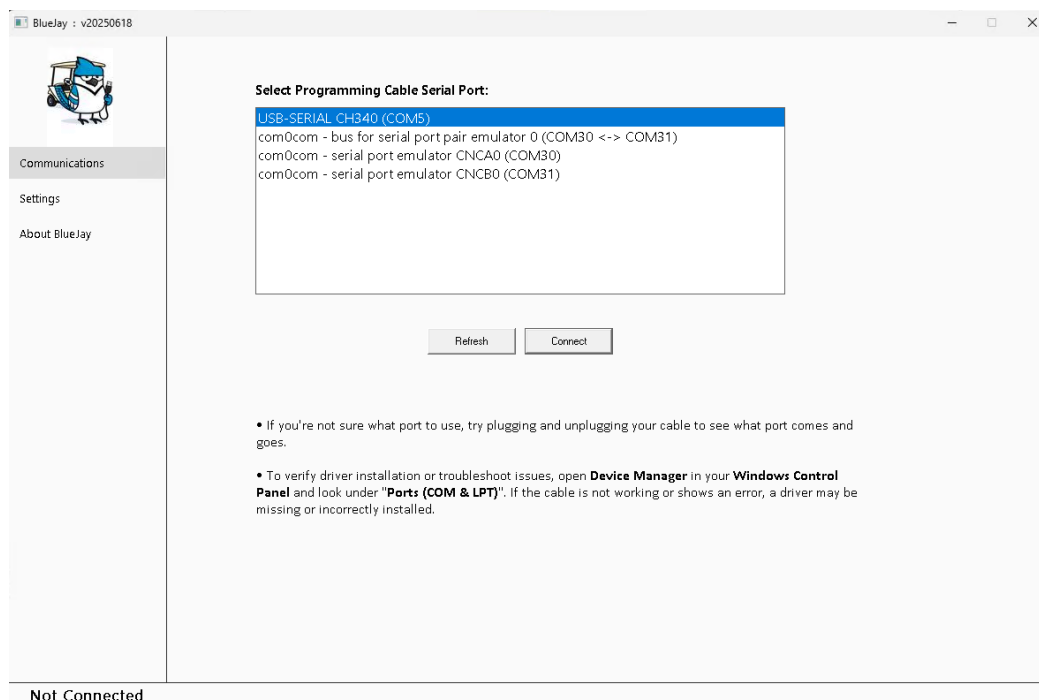 BlueJay : v20250618
Communications
Settings
About BlueJay
Select Programming Cable Serial Port:
USB-SERIAL CH340 (COM5)
com0com - bus for serial port pair emulator 0 (COM30 <-> COM31)
com0com - serial port emulator CNCA0 (COM30)
com0com - serial port emulator CNCB0 (COM31)
Refresh
Connect
• If you're not sure what port to use, try plugging and unplugging your cable to see what port comes and
goes.
• To verify driver installation or troubleshoot issues, open Device Manager in your Windows Control
Panel and look under "Ports (COM & LPT)". If the cable is not working or shows an error, a driver may be
missing or incorrectly installed.
Not Connected